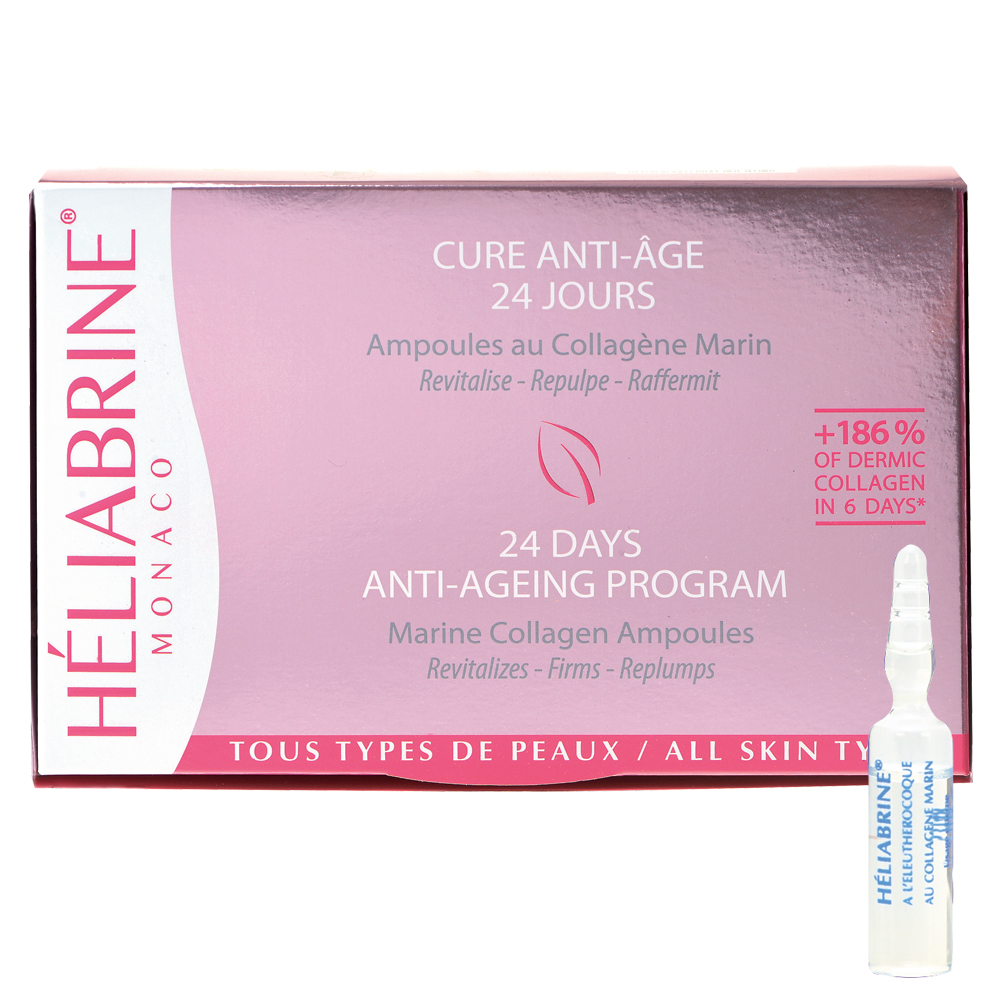 HÉLIABRINE®
MONACO
CURE ANTI-ÂGE
24 JOURS
Ampoules au Collagène Marin
Revitalise - Repulpe - Raffermit
+186 %
OF DERMIC
COLLAGEN
IN 6 DAYS*
24 DAYS
ANTI-AGEING PROGRAM
Marine Collagen Ampoules
Revitalizes - Firms - Replumps
TOUS TYPES DE PEAUX / ALL SKIN TY
HÉLIABRINE®
A L'ELEUTHEROCOQUE
AU COLLAGENE MARIN